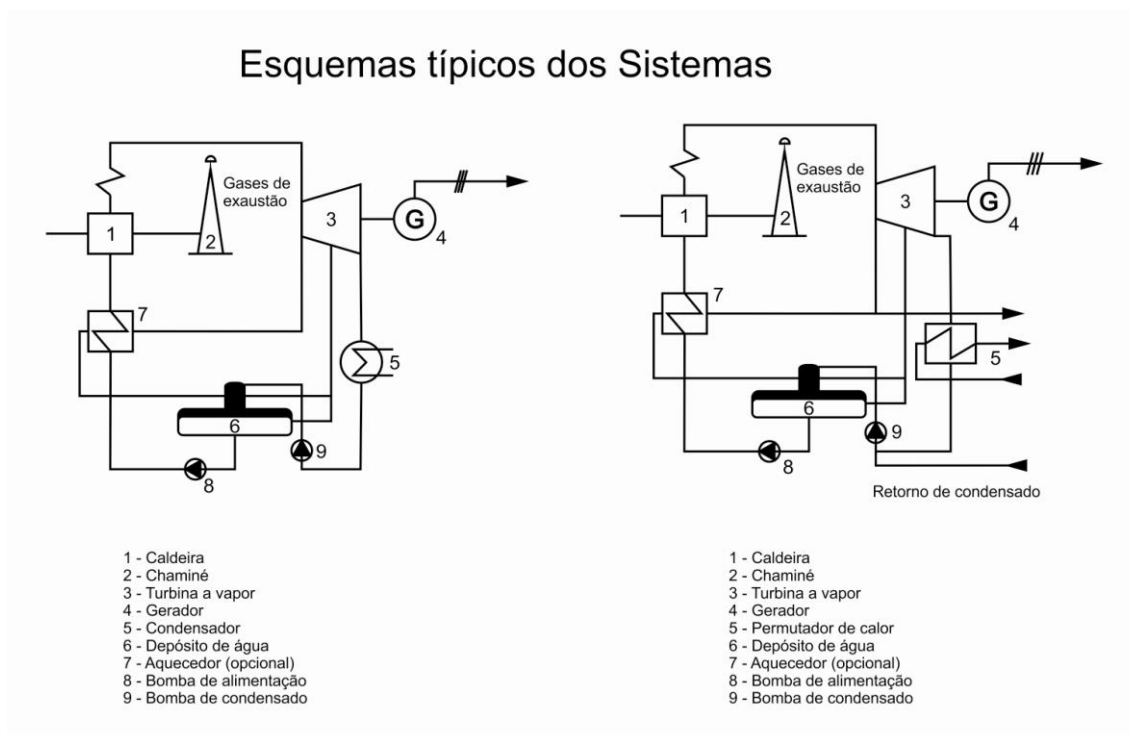 Esquemas típicos dos Sistemas
Gases de
exaustão
1
2
3
G
4
7
5
6
9
8
1 - Caldeira
2 - Chaminé
3 - Turbina a vapor
4 - Gerador
5 - Condensador
6 - Depósito de água
7 - Aquecedor (opcional)
8 - Bomba de alimentação
9 - Bomba de condensado
Gases de
exaustão
1
2
3
G
4
7
5
6
9
8
Retorno de condensado
1 - Caldeira
2 - Chaminé
3 - Turbina a vapor
4 - Gerador
5 - Permutador de calor
6 - Depósito de água
7 - Aquecedor (opcional)
8 - Bomba de alimentação
9 - Bomba de condensado